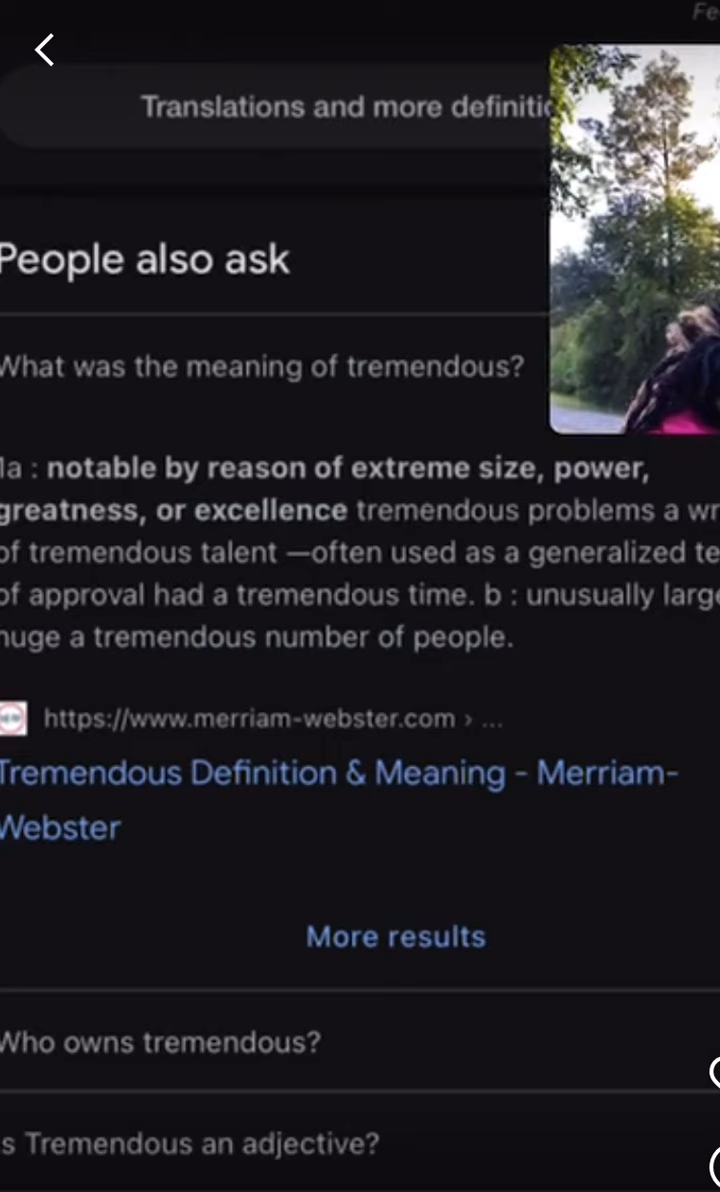 Fe
Translations and more definitio
People also ask
What was the meaning of tremendous?
1a : notable by reason of extreme size, power,
greatness, or excellence tremendous problems a wr
of tremendous talent —often used as a generalized te
of approval had a tremendous time. b : unusually large
huge a tremendous number of people.
https://www.merriam-webster.com › ...
Tremendous Definition & Meaning - Merriam-
Webster
More results
Who owns tremendous?
s Tremendous an adjective?